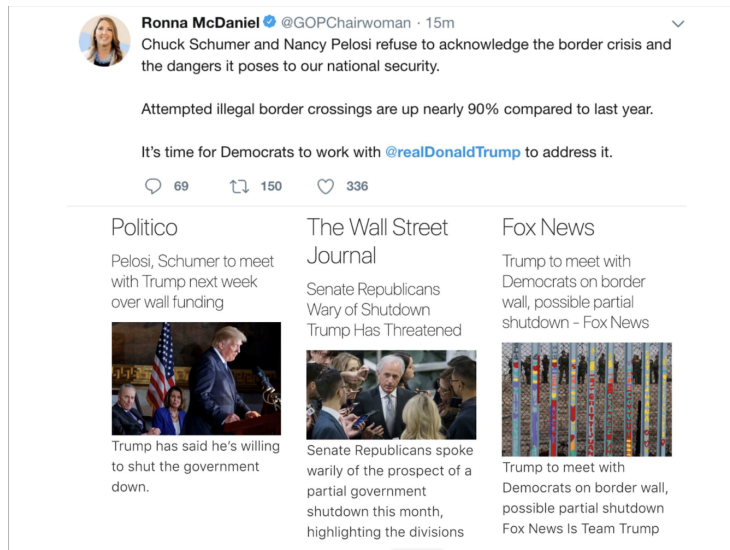 Ronna McDaniel @GOPChairwoman · 15m
Chuck Schumer and Nancy Pelosi refuse to acknowledge the border crisis and
the dangers it poses to our national security.
Attempted illegal border crossings are up nearly 90% compared to last year.
It's time for Democrats to work with @realDonaldTrump to address it.
69 150 336
Politico
Pelosi, Schumer to meet
with Trump next week
over wall funding
Trump has said he's willing
to shut the government
down.
The Wall Street
Journal
Senate Republicans
Wary of Shutdown
Trump Has Threatened
Senate Republicans spoke
warily of the prospect of a
partial government
shutdown this month,
highlighting the divisions
Fox News
Trump to meet with
Democrats on border
wall, possible partial
shutdown - Fox News
Trump to meet with
Democrats on border wall,
possible partial shutdown
Fox News Is Team Trump